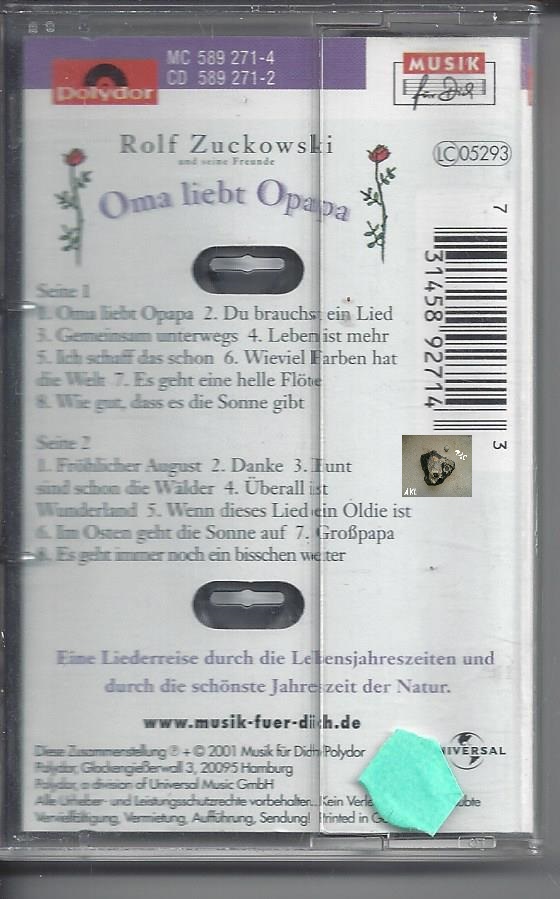 MC 589 271-4
CD 589 271-2
Polydor
MUSIK
für Dich
Rolf Zuckowski
und seine Freunde
LC 05293
Oma liebt Opapa
7 31458 92714 3
Seite 1
1. Oma liebt Opapa 2. Du brauchst ein Lied
3. Gemeinsam unterwegs 4. Leben ist mehr
5. Ich schaff das schon 6. Wieviel Farben hat
die Welt 7. Es geht eine helle Flöte
8. Wie gut, dass es die Sonne gibt
Seite 2
1. Fröhlicher August 2. Danke 3. Bunt
sind schon die Wälder 4. Überall ist
Wunderland 5. Wenn dieses Lied ein Oldie ist
6. Im Osten geht die Sonne auf 7. Großpapa
8. Es geht immer noch ein bisschen weiter
Eine Liederreise durch die Lebensjahreszeiten und
durch die schönste Jahreszeit der Natur.
www.musik-fuer-dich.de
Diese Zusammenstellung ℗ + © 2001 Musik für Dich/Polydor
Polydor, Glockengießerwall 3, 20095 Hamburg
Polydor, a division of Universal Music GmbH
UNIVERSAL
Alle Urheber- und Leistungsschutzrechte vorbehalten. Kein
Vervielfältigung, Vermietung, Aufführung, Sendung! Printed in